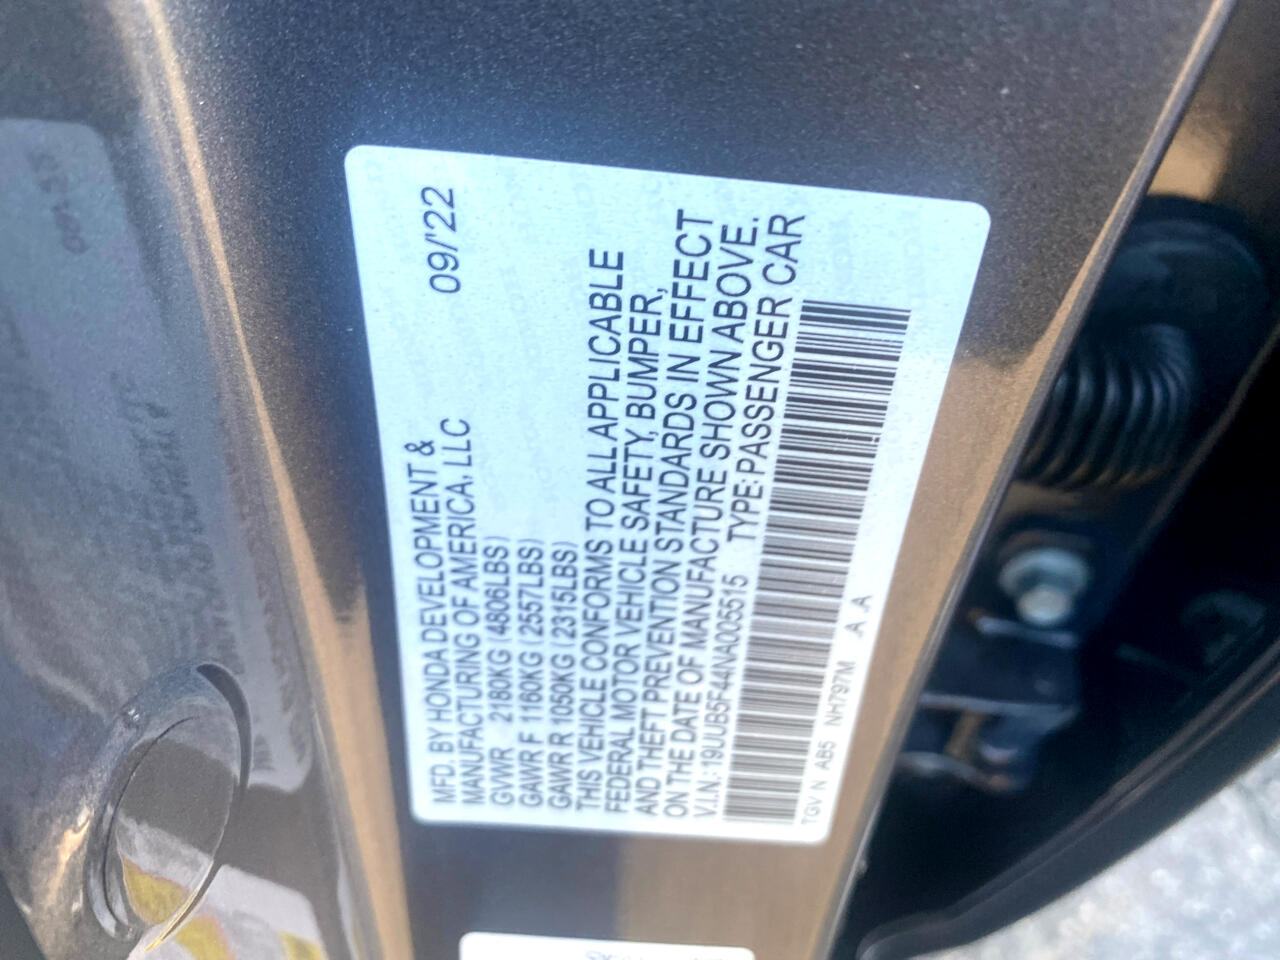 MFD. BY HONDA DEVELOPMENT &
MANUFACTURING OF AMERICA, LLC
09/'22
GVWR 2180KG (4806LBS)
GAWR F 1160KG (2557LBS)
GAWR R 1050KG (2315LBS)
THIS VEHICLE CONFORMS TO ALL APPLICABLE
FEDERAL MOTOR VEHICLE SAFETY, BUMPER,
AND THEFT PREVENTION STANDARDS IN EFFECT
ON THE DATE OF MANUFACTURE SHOWN ABOVE.
V.I.N.: 19UUB5F44NA005515 TYPE: PASSENGER CAR
TGV N AB5 NH797M .A .A